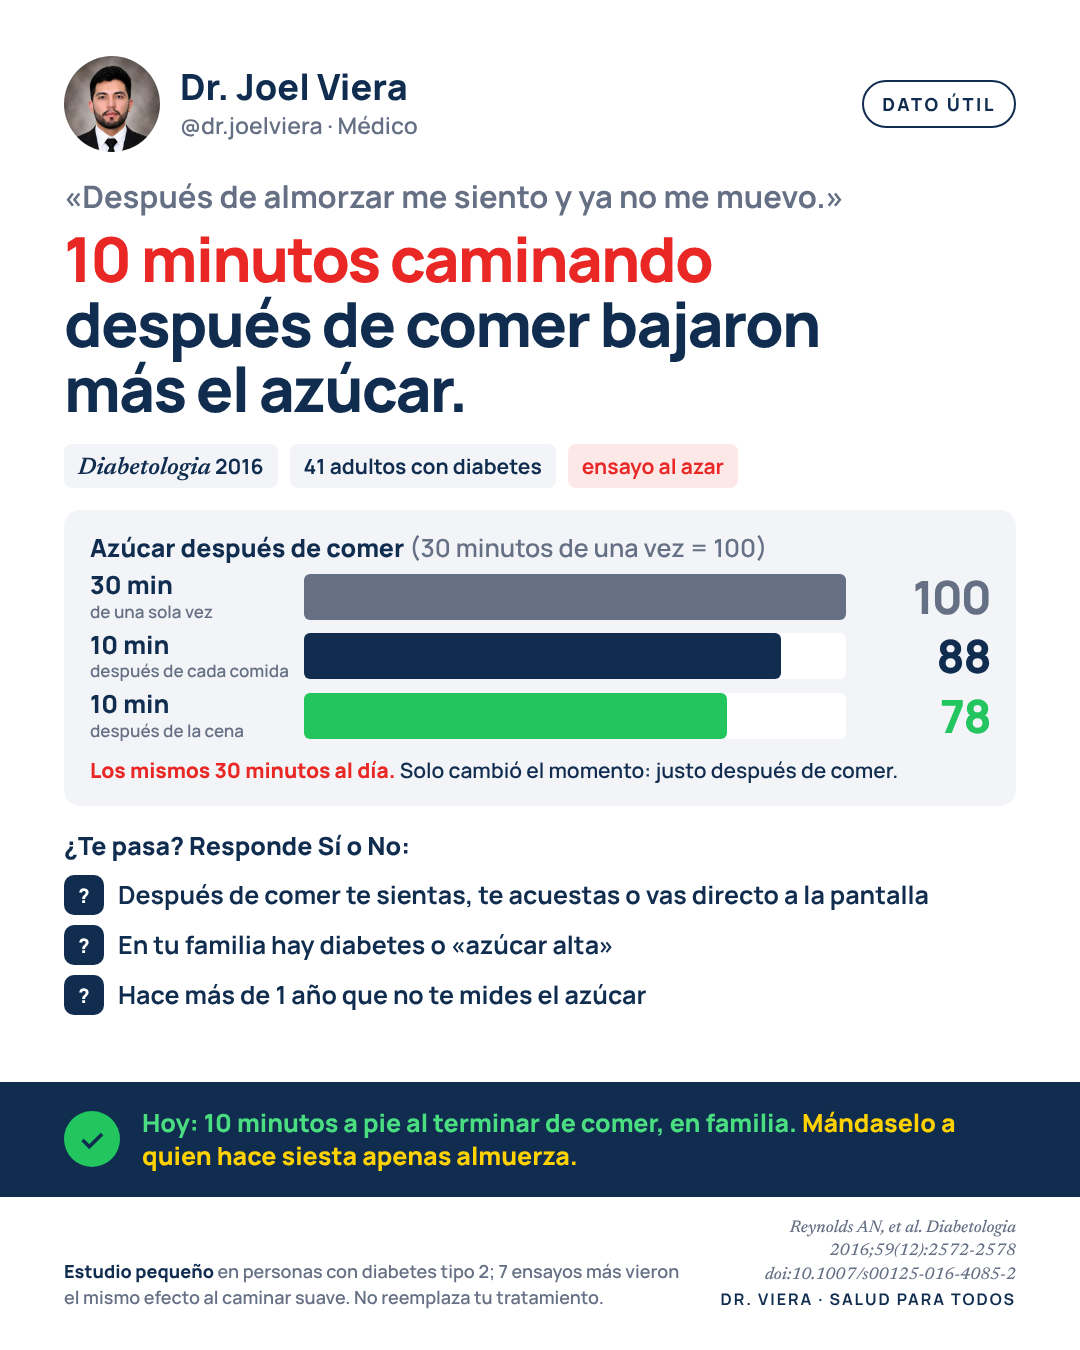 Dr. Joel Viera
@dr.joelviera · Médico
DATO ÚTIL
«Después de almorzar me siento y ya no me muevo.»
10 minutos caminando
después de comer bajaron
más el azúcar.
Diabetologia 2016
41 adultos con diabetes
ensayo al azar
Azúcar después de comer (30 minutos de una vez = 100)
30 min
de una sola vez
100
10 min
después de cada comida
88
10 min
después de la cena
78
Los mismos 30 minutos al día. Solo cambió el momento: justo después de comer.
¿Te pasa? Responde Sí o No:
? Después de comer te sientas, te acuestas o vas directo a la pantalla
? En tu familia hay diabetes o «azúcar alta»
? Hace más de 1 año que no te mides el azúcar
Hoy: 10 minutos a pie al terminar de comer, en familia. Mándaselo a
quien hace siesta apenas almuerza.
Estudio pequeño en personas con diabetes tipo 2; 7 ensayos más vieron
el mismo efecto al caminar suave. No reemplaza tu tratamiento.
Reynolds AN, et al. Diabetologia
2016;59(12):2572-2578
doi:10.1007/s00125-016-4085-2
DR. VIERA · SALUD PARA TODOS